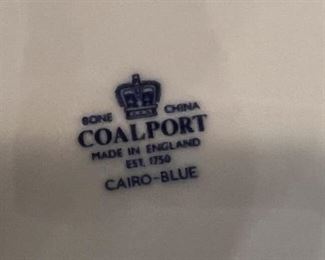 BONE CHINA
COALPORT
MADE IN ENGLAND
EST. 1750
CAIRO-BLUE